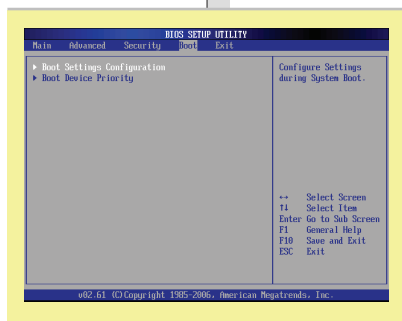 BIOS SETUP UTILITY
Main Advanced Security Boot Exit
▶ Boot Settings Configuration
▶ Boot Device Priority
Configure Settings
during System Boot.
↔ Select Screen
↑↓ Select Item
Enter Go to Sub Screen
F1 General Help
F10 Save and Exit
ESC Exit
v02.61 (C)Copyright 1985-2006, American Megatrends, Inc.